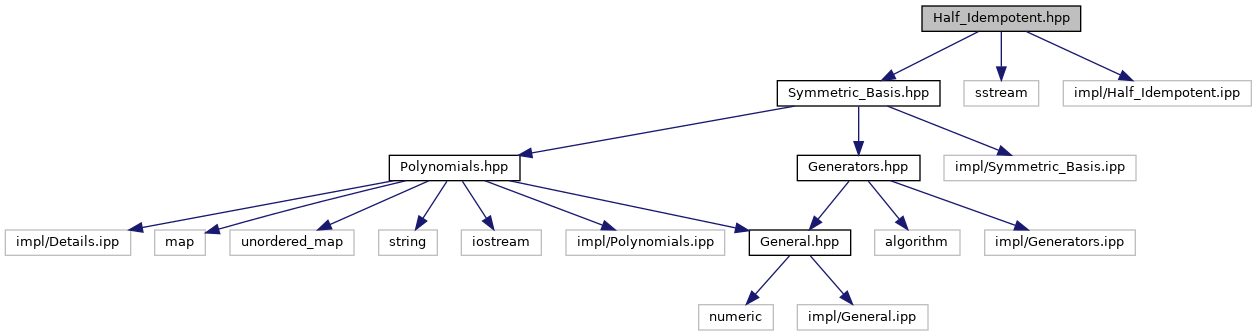 Half_Idempotent.hpp
Symmetric_Basis.hpp
sstream
impl/Half_Idempotent.ipp
Polynomials.hpp
Generators.hpp
impl/Symmetric_Basis.ipp
impl/Details.ipp
map
unordered_map
string
iostream
impl/Polynomials.ipp
General.hpp
algorithm
impl/Generators.ipp
numeric
impl/General.ipp